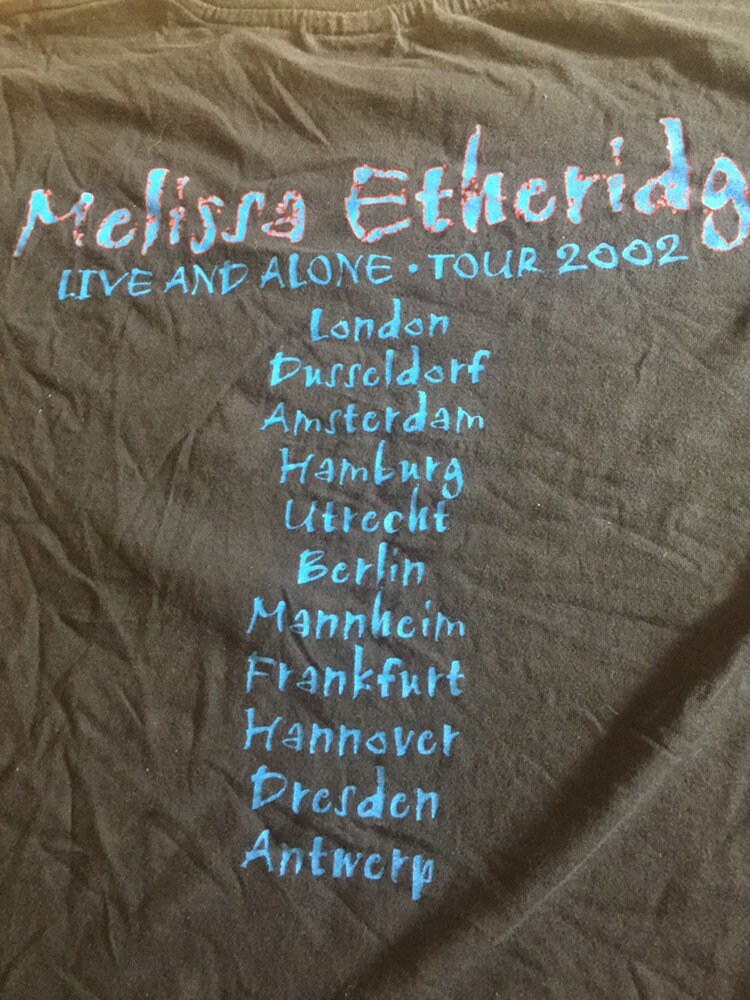 Melissa Etheridg
LIVE AND ALONE • TOUR 2002
London
Dusseldorf
Amsterdam
Hamburg
Utrecht
Berlin
Mannheim
Frankfurt
Hannover
Dresden
Antwerp